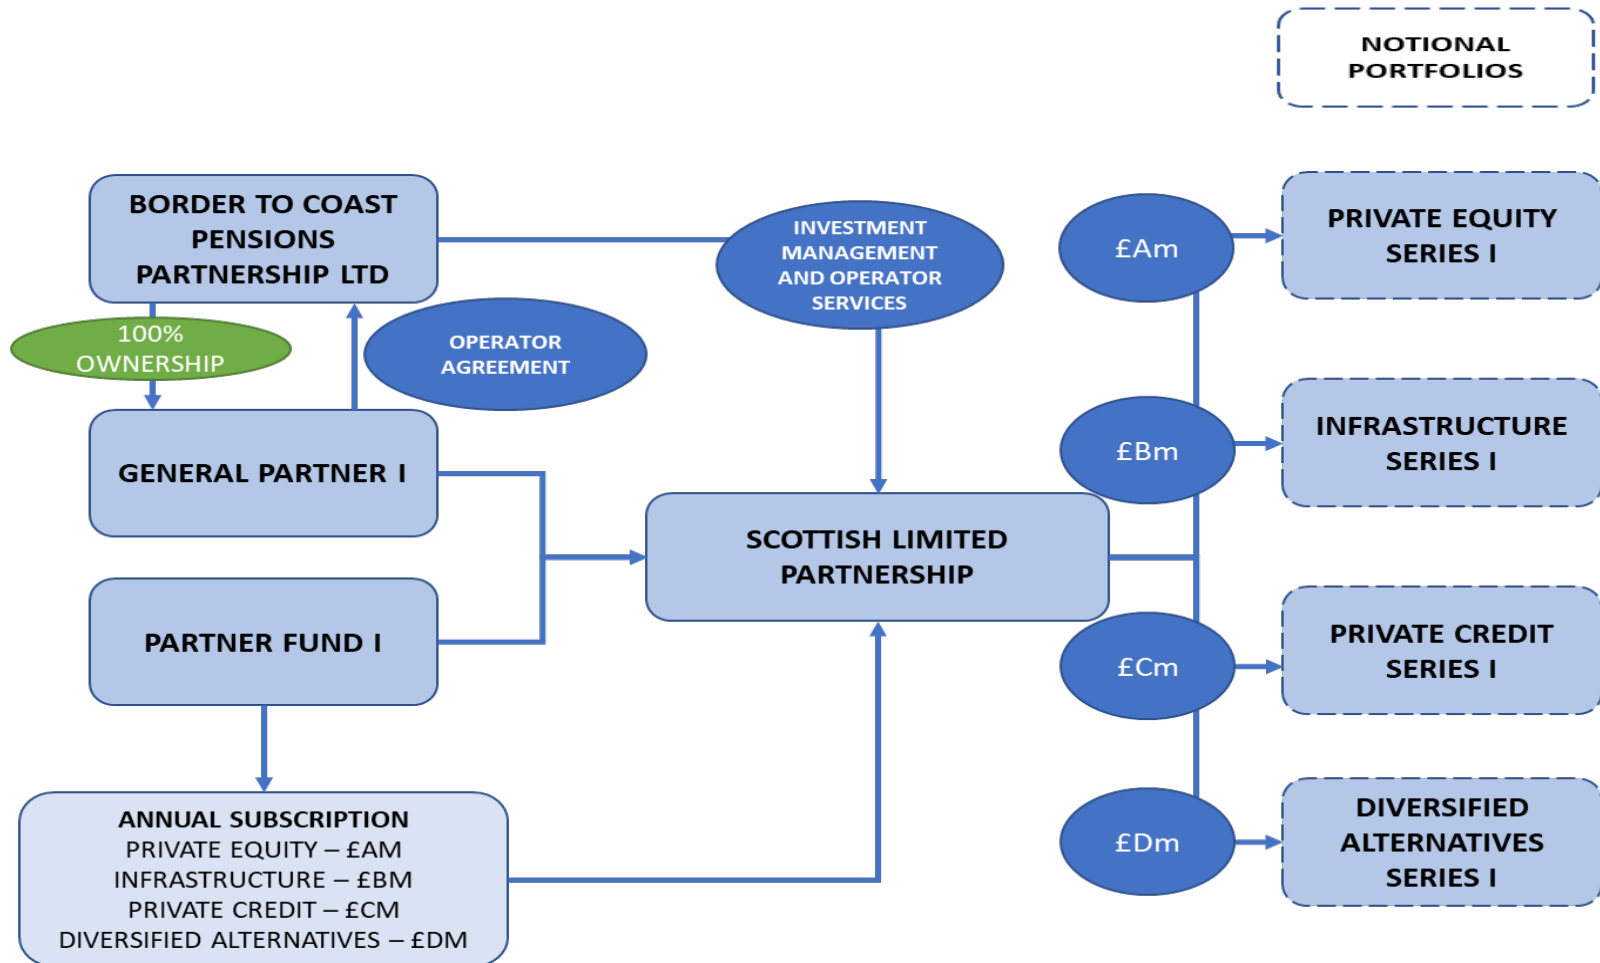 NOTIONAL
PORTFOLIOS
BORDER TO COAST
PENSIONS
PARTNERSHIP LTD
INVESTMENT
MANAGEMENT
AND OPERATOR
SERVICES
£Am
PRIVATE EQUITY
SERIES I
100%
OWNERSHIP
OPERATOR
AGREEMENT
GENERAL PARTNER I
£Bm
INFRASTRUCTURE
SERIES I
SCOTTISH LIMITED
PARTNERSHIP
PARTNER FUND I
£Cm
PRIVATE CREDIT
SERIES I
ANNUAL SUBSCRIPTION
PRIVATE EQUITY – £AM
INFRASTRUCTURE – £BM
PRIVATE CREDIT – £CM
DIVERSIFIED ALTERNATIVES – £DM
£Dm
DIVERSIFIED
ALTERNATIVES
SERIES I